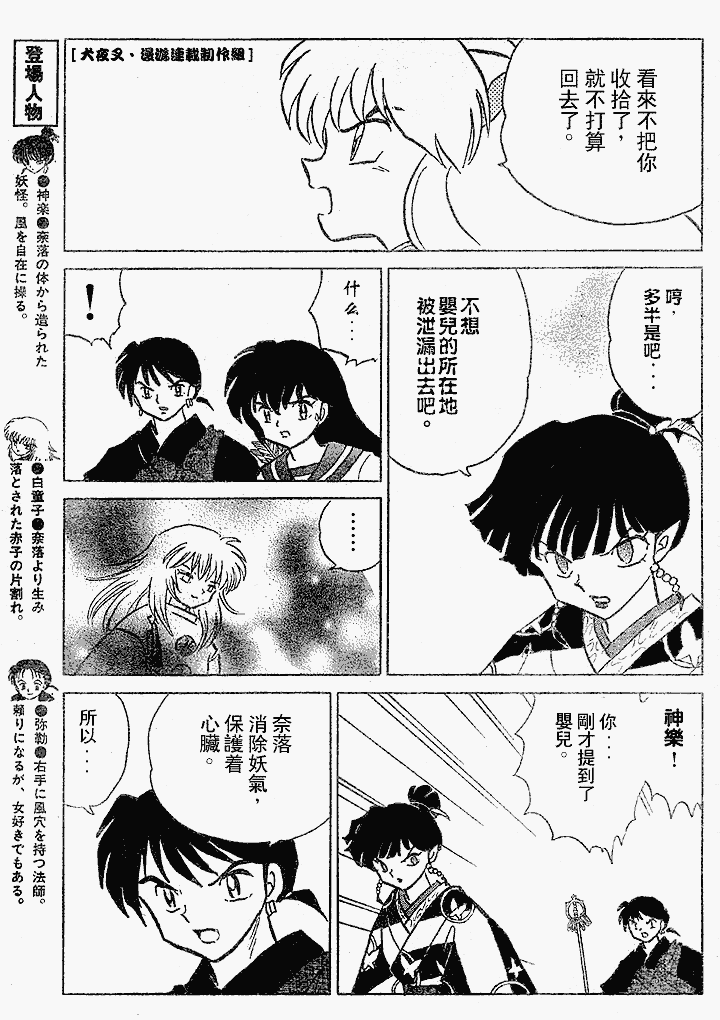 [犬夜叉·漫游連載制作組]
看來不把你
收拾了，
就不打算
回去了。
哼，
多半是吧...
不想
嬰兒的所在地
被泄漏出去吧。
什么...
！
......
神樂！
你...
剛才提到了
嬰兒。
奈落
消除妖氣，
保護着
心臟。
所以...
登場人物
神楽
奈落の体から造られた
妖怪。風を自在に操る。
白童子
奈落より生み
落とされた赤子の片割れ。
弥勒
右手に風穴を持つ法師。
頼りになるが、女好きでもある。